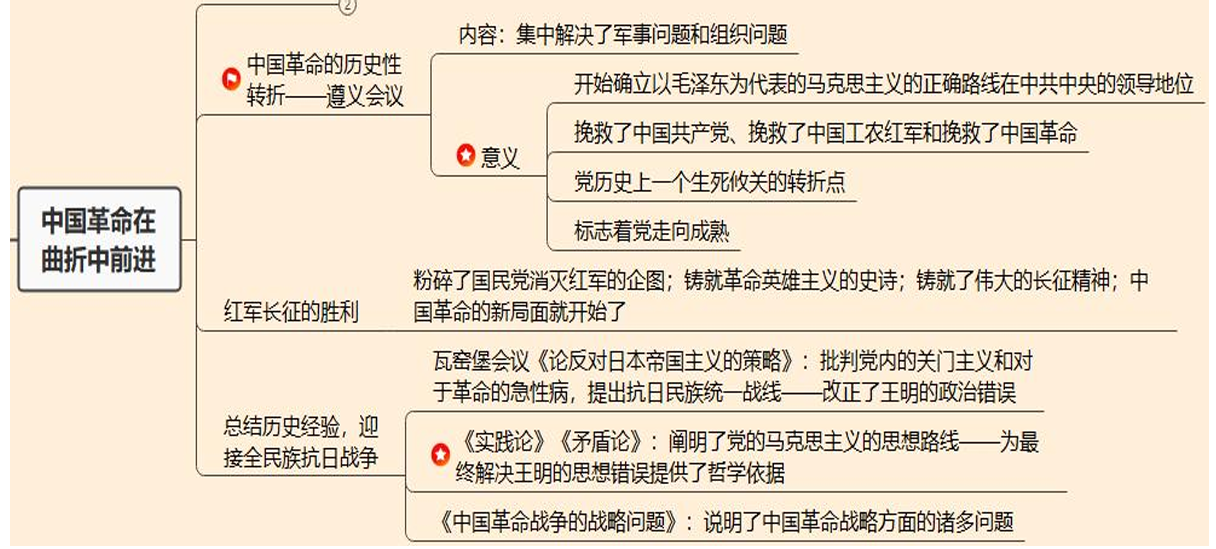 2
中国革命的历史性
转折——遵义会议
内容：集中解决了军事问题和组织问题
意义
开始确立以毛泽东为代表的马克思主义的正确路线在中共中央的领导地位
挽救了中国共产党、挽救了中国工农红军和挽救了中国革命
党历史上一个生死攸关的转折点
标志着党走向成熟
中国革命在
曲折中前进
红军长征的胜利
粉碎了国民党消灭红军的企图；铸就革命英雄主义的史诗；铸就了伟大的长征精神；中
国革命的新局面就开始了
总结历史经验，迎
接全民族抗日战争
瓦窑堡会议《论反对日本帝国主义的策略》：批判党内的关门主义和对
于革命的急性病，提出抗日民族统一战线——改正了王明的政治错误
《实践论》《矛盾论》：阐明了党的马克思主义的思想路线——为最
终解决王明的思想错误提供了哲学依据
《中国革命战争的战略问题》：说明了中国革命战略方面的诸多问题